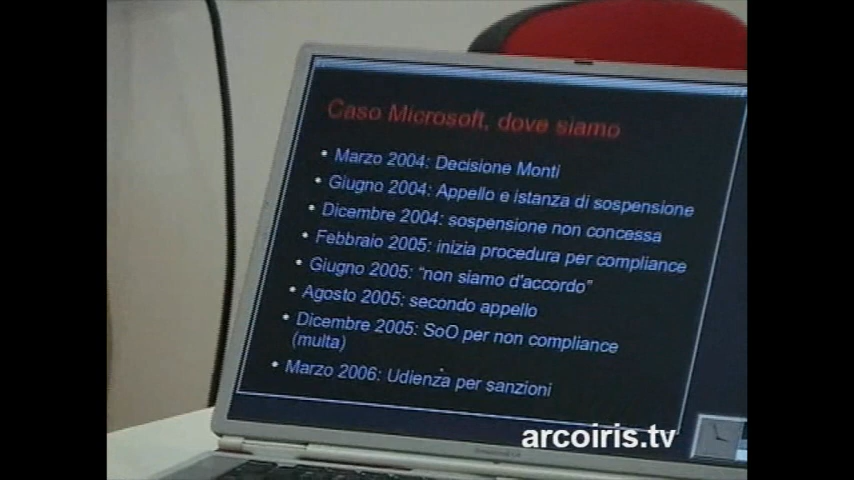 Caso Microsoft, dove siamo
• Marzo 2004: Decisione Monti
• Giugno 2004: Appello e istanza di sospensione
• Dicembre 2004: sospensione non concessa
• Febbraio 2005: inizia procedura per compliance
• Giugno 2005: "non siamo d'accordo"
• Agosto 2005: secondo appello
• Dicembre 2005: SoO per non compliance
(multa)
• Marzo 2006: Udienza per sanzioni
arcoiris.tv